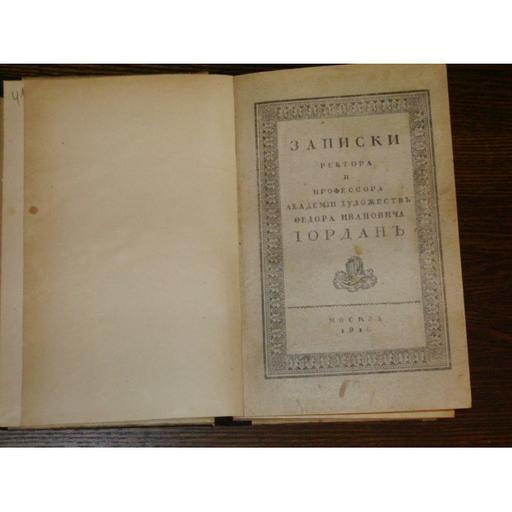 ЗАПИСКИ
РЕКТОРА
И
ПРОФЕССОРА
АКАДЕМІИ ХУДОЖЕСТВЪ
ѲЕДОРА ИВАНОВИЧА
ІОРДАНЪ
МОСКВА